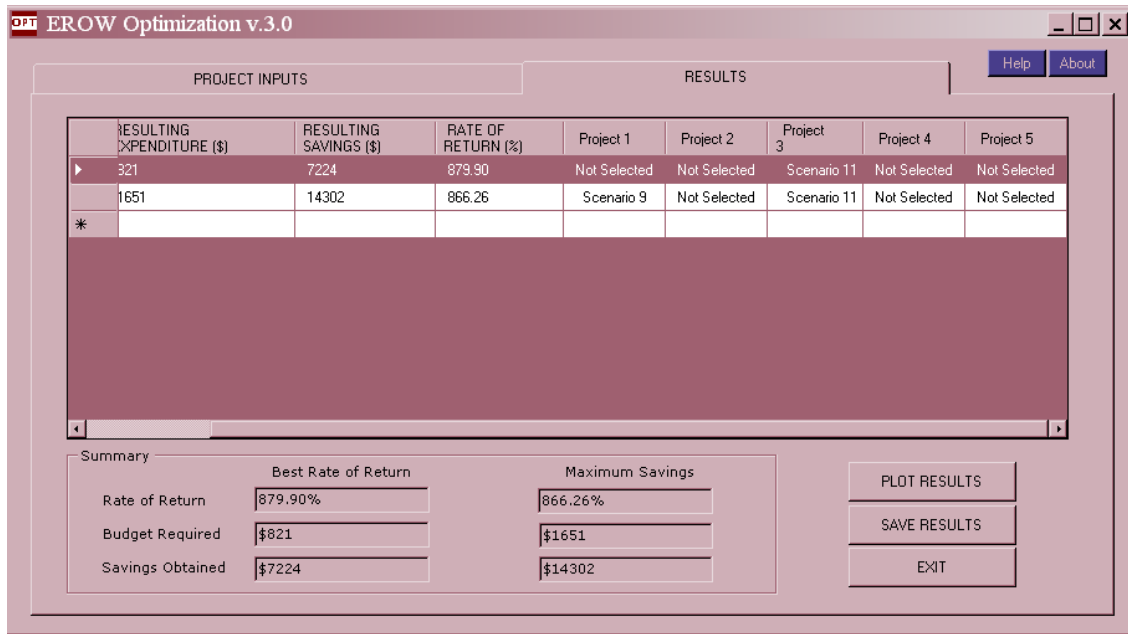 OPT EROW Optimization v.3.0
Help About
PROJECT INPUTS RESULTS
RESULTING EXPENDITURE ($) RESULTING SAVINGS ($) RATE OF RETURN (%) Project 1 Project 2 Project 3 Project 4 Project 5
821 7224 879.90 Not Selected Not Selected Scenario 11 Not Selected Not Selected
1651 14302 866.26 Scenario 9 Not Selected Scenario 11 Not Selected Not Selected
*
Summary
Best Rate of Return Maximum Savings
Rate of Return 879.90% 866.26%
Budget Required $821 $1651
Savings Obtained $7224 $14302
PLOT RESULTS
SAVE RESULTS
EXIT